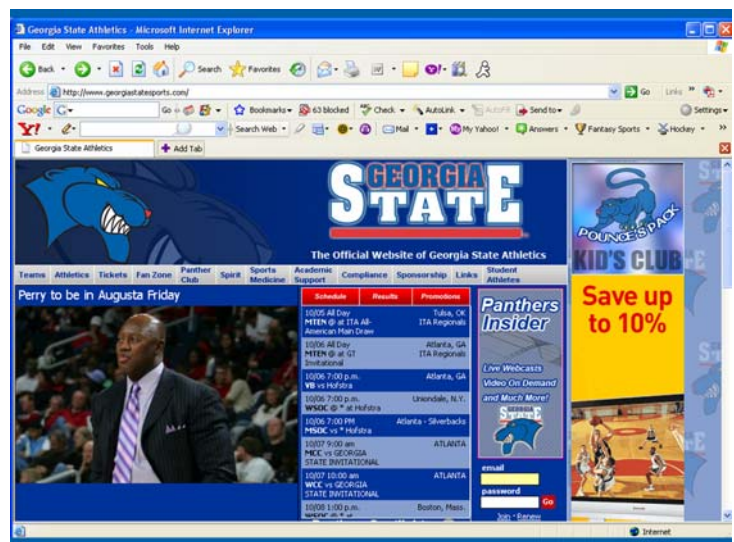 Georgia State Athletics - Microsoft Internet Explorer
File Edit View Favorites Tools Help
Back Search Favorites
Address http://www.georgiastatesports.com/ Go Links »
Google G Go Bookmarks 63 blocked Check AutoLink AutoFill Send to Settings
Y! Search Web Mail My Yahoo! Answers Fantasy Sports Hockey »
Georgia State Athletics Add Tab
GEORGIA
STATE
The Official Website of Georgia State Athletics
POUNCE'S PACK
KID'S CLUB
Teams Athletics Tickets Fan Zone Panther Club Spirit Sports Medicine Academic Support Compliance Sponsorship Links Student Athletes
Perry to be in Augusta Friday
Schedule Results Promotions
10/05 All Day Tulsa, OK
MTEN @ at ITA All- ITA Regionals
American Main Draw
10/06 All Day Atlanta, GA
MTEN @ at GT ITA Regionals
Invitational
10/06 7:00 p.m. Atlanta, GA
VB vs Hofstra
10/06 7:00 p.m. Uniondale, N.Y.
WSOC @ * at Hofstra
10/06 7:00 PM Atlanta - Silverbacks
MSOC vs * Hofstra
10/07 9:00 am ATLANTA
MCC vs GEORGIA
STATE INVITATIONAL
10/07 10:00 am ATLANTA
WCC vs GEORGIA
STATE INVITATIONAL
10/08 1:00 p.m. Boston, Mass.
WSOC @ * at
Panthers
Insider
Live Webcasts
Video On Demand
and Much More!
GEORGIA
STATE
email
password
Go
Join - Renew
Save up
to 10%
Internet